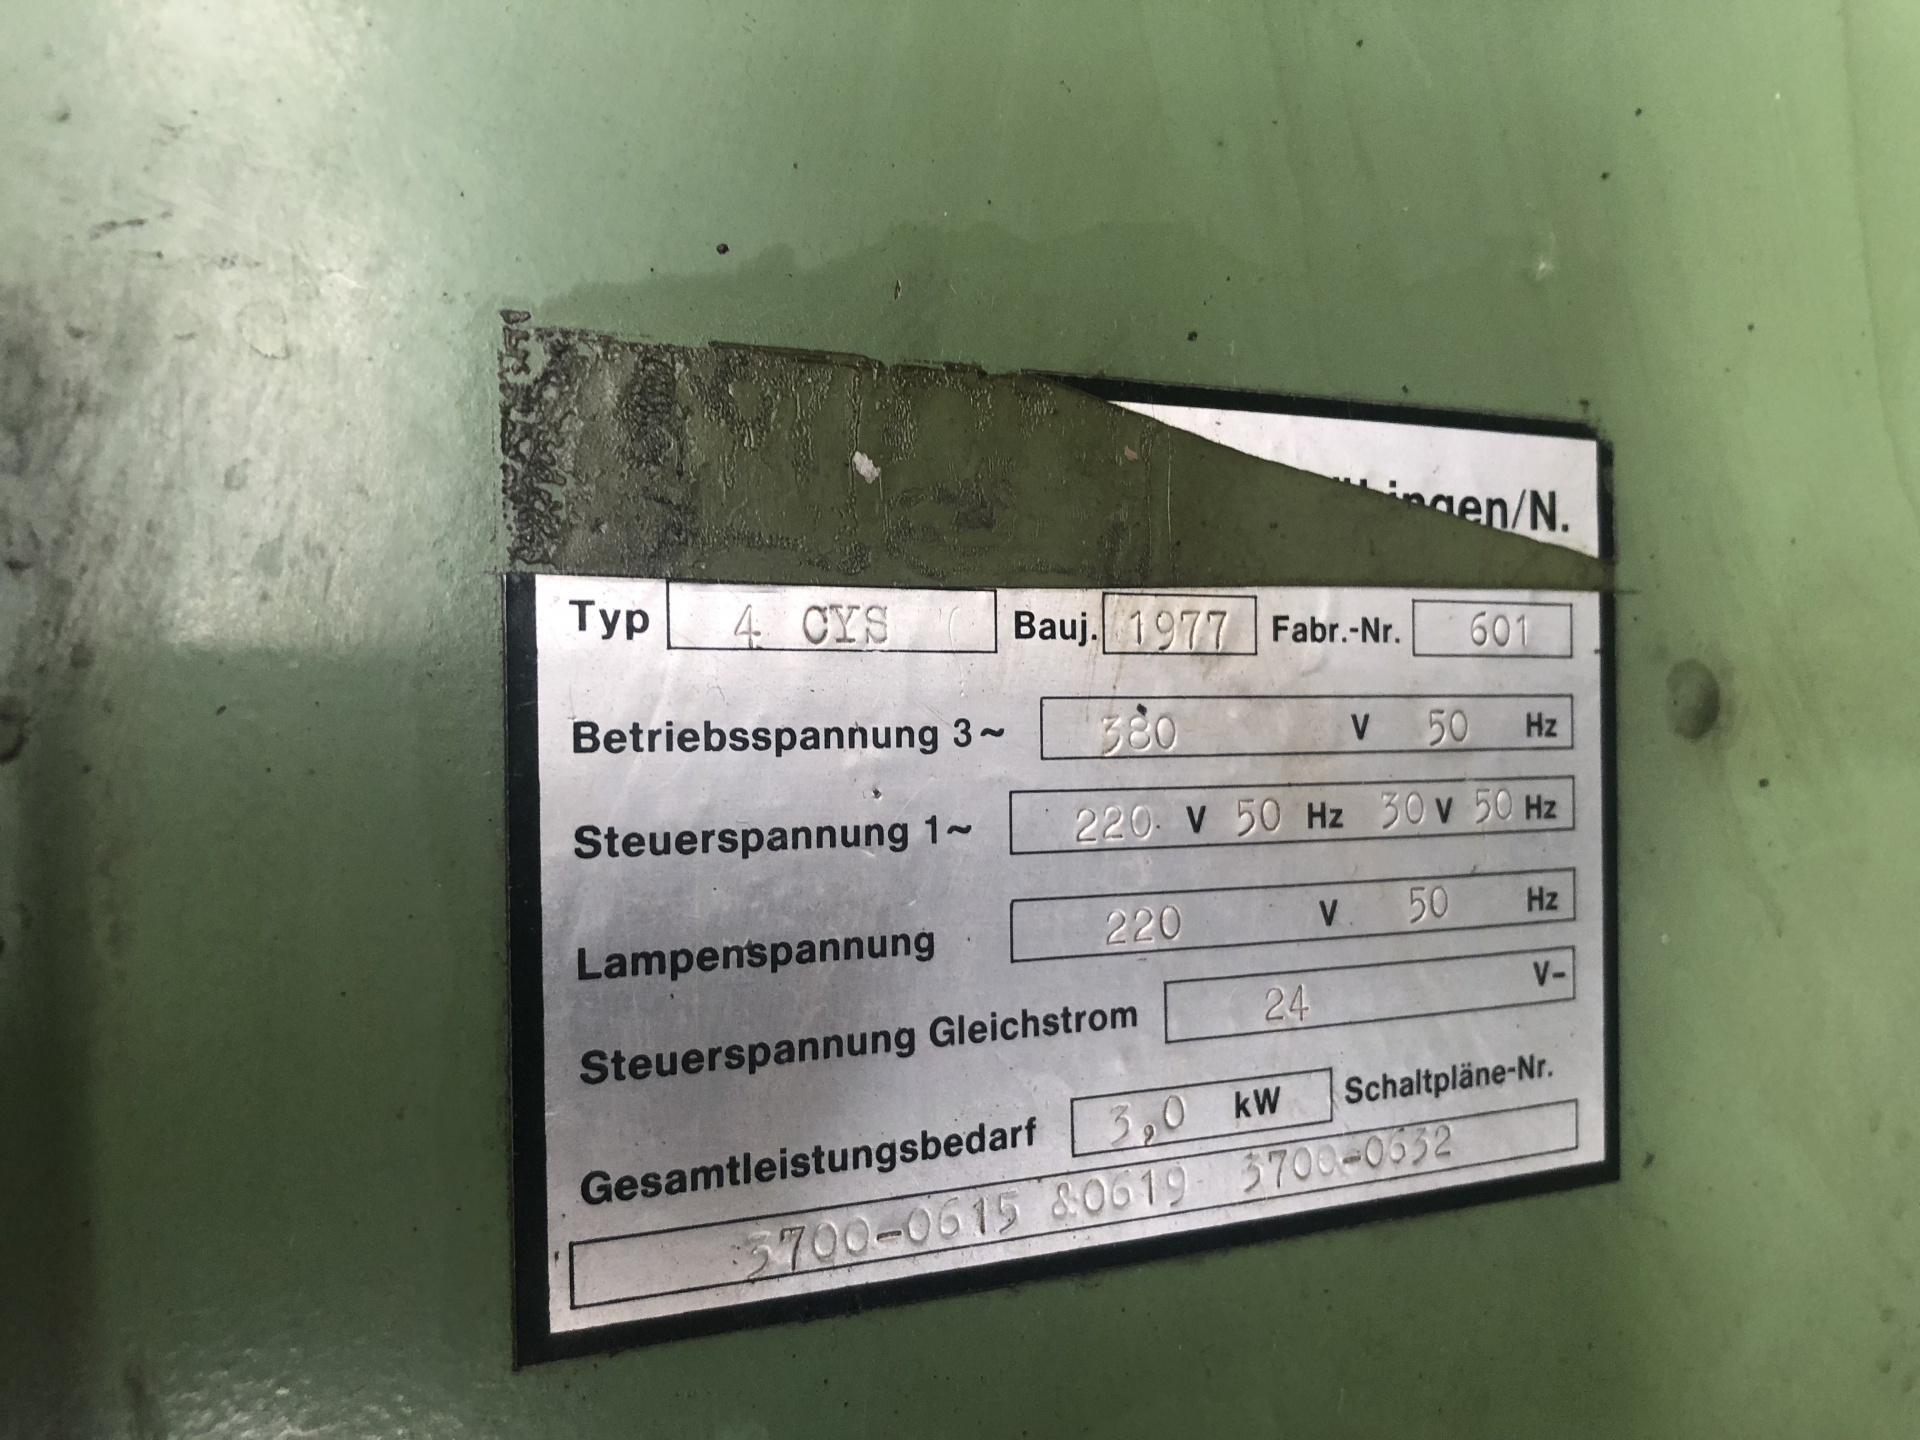 ngen/N.
Typ 4 CYS Bauj. 1977 Fabr.-Nr. 601
Betriebsspannung 3~ 380 V 50 Hz
Steuerspannung 1~ 220 V 50 Hz 30 V 50 Hz
Lampenspannung 220 V 50 Hz
Steuerspannung Gleichstrom 24 V-
Gesamtleistungsbedarf 3,0 kW Schaltpläne-Nr.
3700-0615 &0619 3700-0632